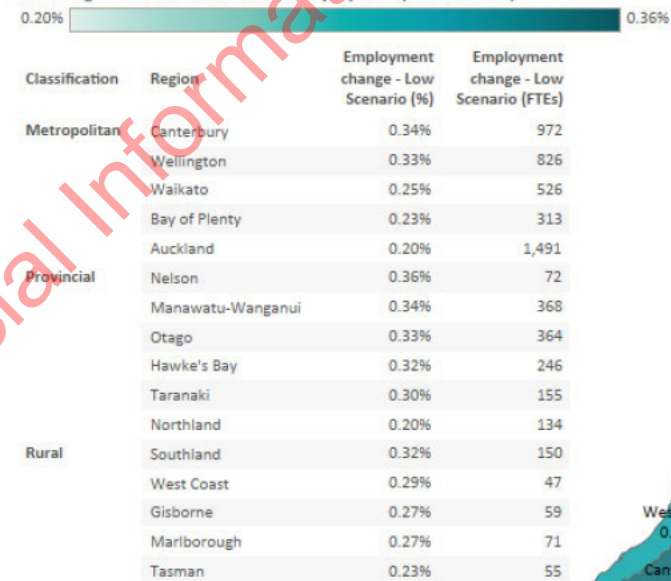 0.20% 0.36%
Employment Employment
Classification Region change - Low change - Low
Scenario (%) Scenario (FTEs)
Metropolitan Canterbury 0.34% 972
Wellington 0.33% 826
Waikato 0.25% 526
Bay of Plenty 0.23% 313
Auckland 0.20% 1,491
Provincial Nelson 0.36% 72
Manawatu-Wanganui 0.34% 368
Otago 0.33% 364
Hawke's Bay 0.32% 246
Taranaki 0.30% 155
Northland 0.20% 134
Rural Southland 0.32% 150
West Coast 0.29% 47
Gisborne 0.27% 59
Marlborough 0.27% 71
Tasman 0.23% 55